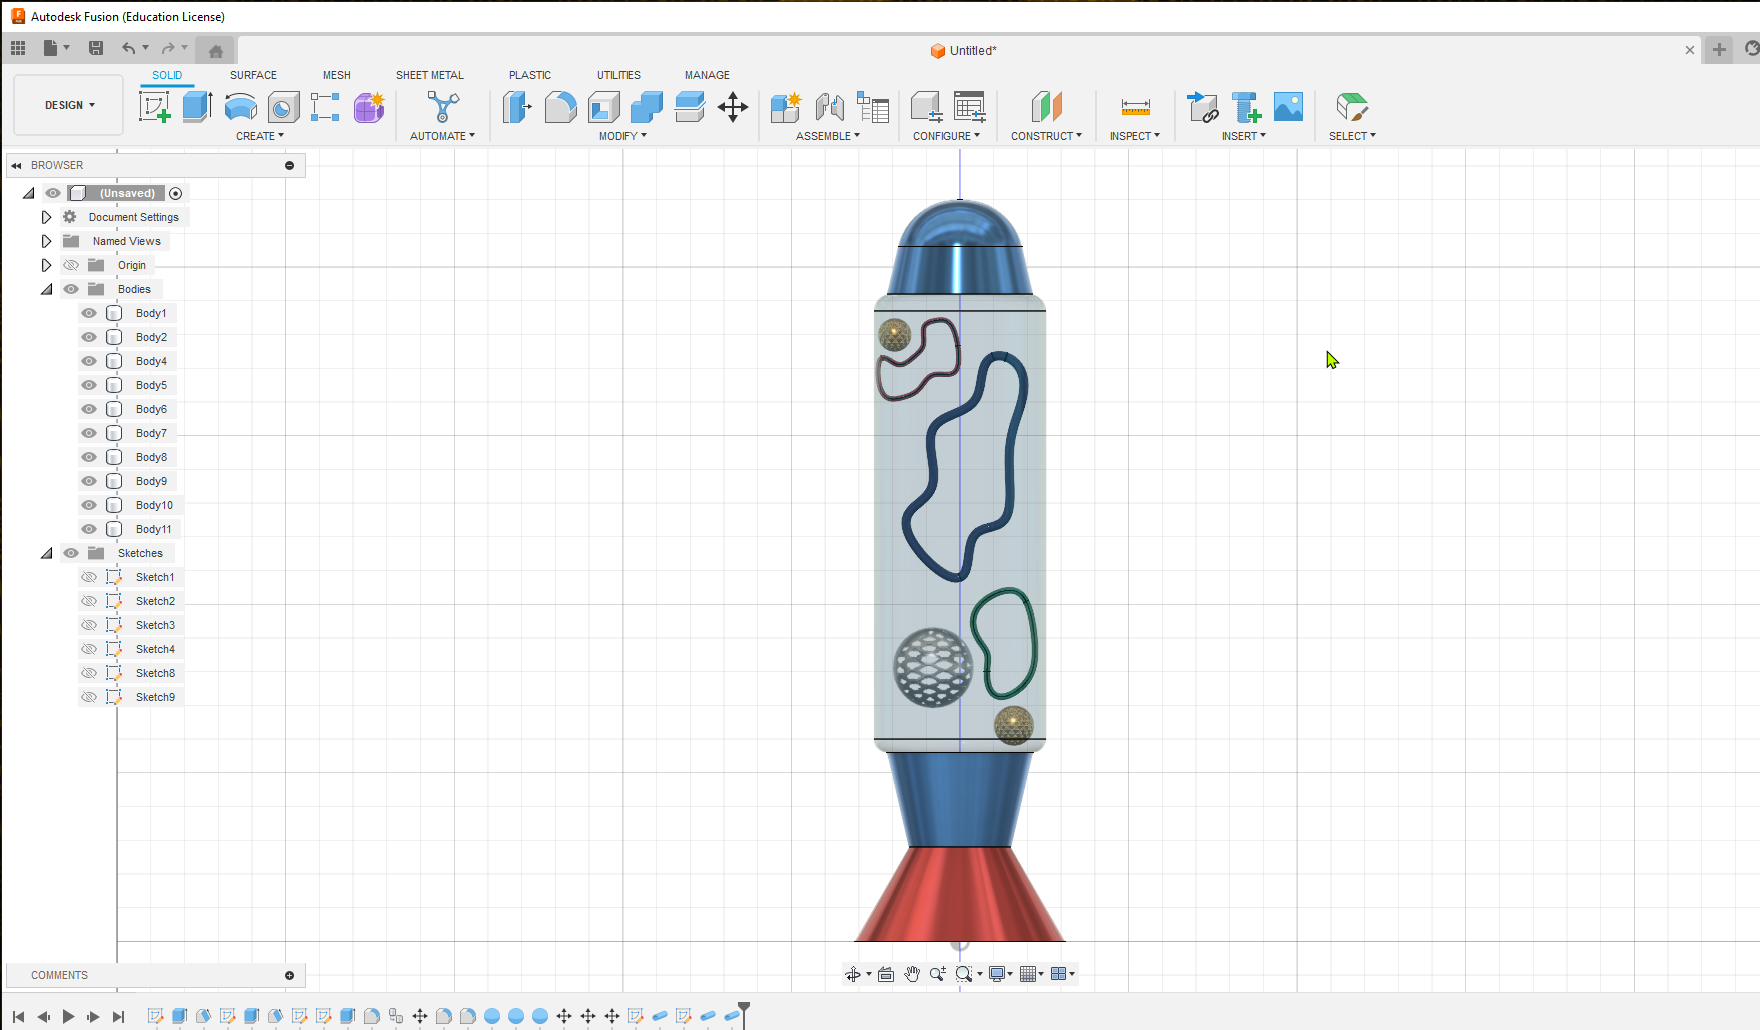 Autodesk Fusion (Education License)
Untitled*
SOLID SURFACE MESH SHEET METAL PLASTIC UTILITIES MANAGE
DESIGN
CREATE AUTOMATE MODIFY ASSEMBLE CONFIGURE CONSTRUCT INSPECT INSERT SELECT
BROWSER
(Unsaved)
Document Settings
Named Views
Origin
Bodies
Body1
Body2
Body4
Body5
Body6
Body7
Body8
Body9
Body10
Body11
Sketches
Sketch1
Sketch2
Sketch3
Sketch4
Sketch8
Sketch9
COMMENTS